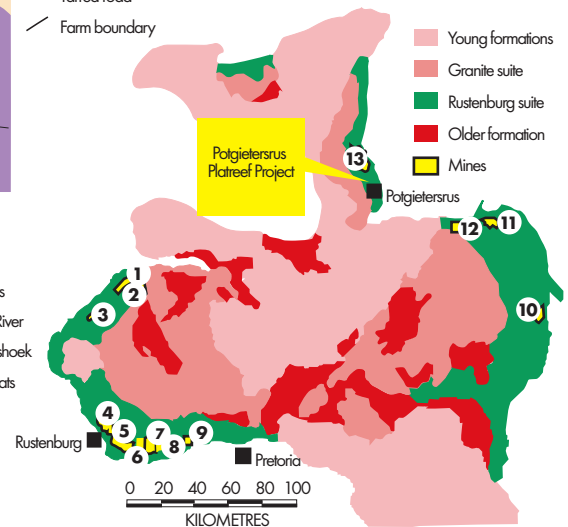 Farm boundary
Young formations
Granite suite
Rustenburg suite
Older formation
Mines
Potgietersrus
Platreef Project
13
Potgietersrus
12
11
10
1
2
3
4
5
6
7
8
9
Rustenburg
Pretoria
0 20 40 60 80 100
KILOMETRES